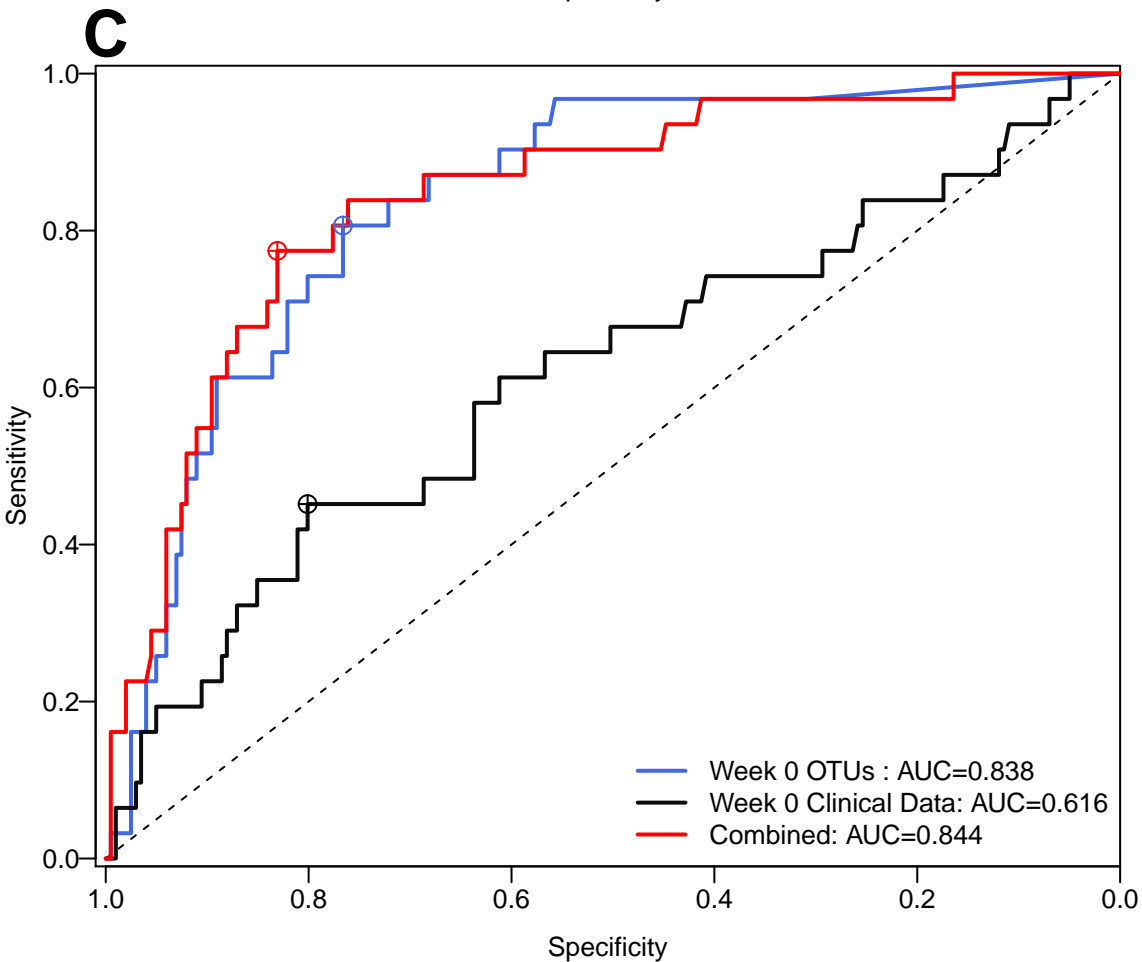 C
1.0
0.8
0.6
0.4
0.2
0.0
Sensitivity
1.0 0.8 0.6 0.4 0.2 0.0
Specificity
Week 0 OTUs : AUC=0.838
Week 0 Clinical Data: AUC=0.616
Combined: AUC=0.844